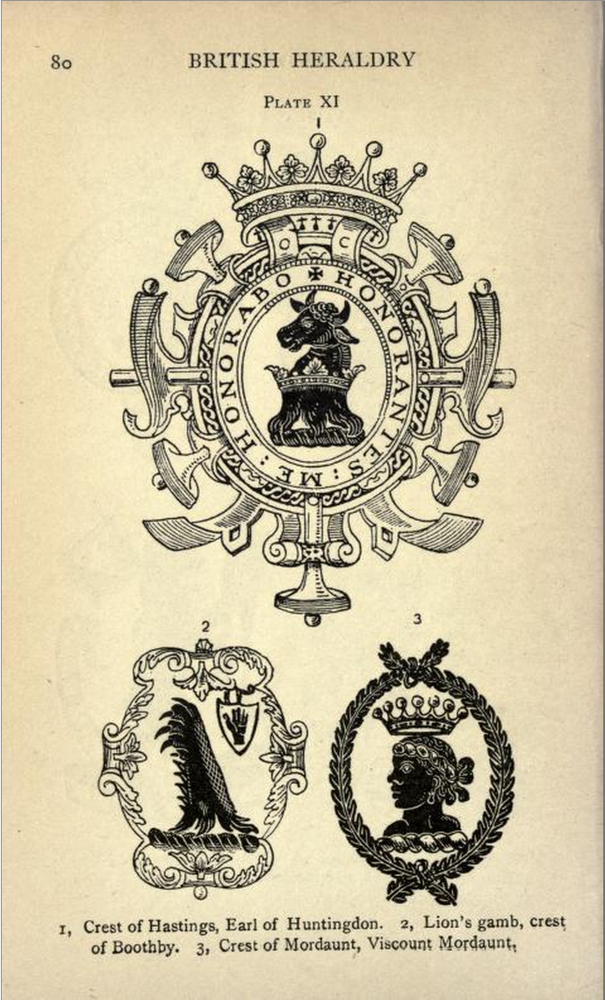 80 BRITISH HERALDRY
PLATE XI
1
O C
✠ HONORANTES : ME : HONORABO
2 3
1, Crest of Hastings, Earl of Huntingdon. 2, Lion's gamb, crest
of Boothby. 3, Crest of Mordaunt, Viscount Mordaunt.